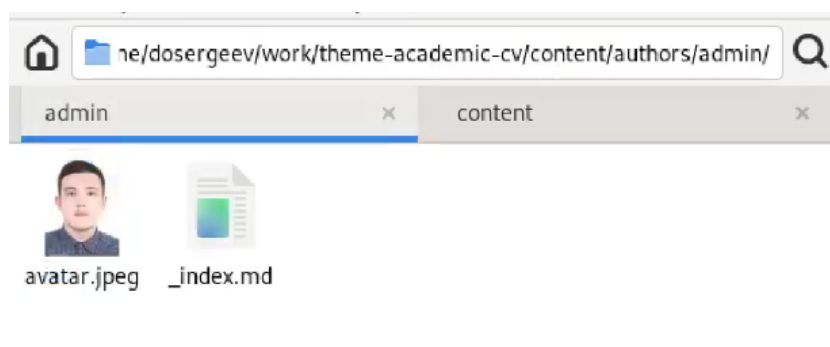 ne/dosergeev/work/theme-academic-cv/content/authors/admin/
admin
content
avatar.jpeg
_index.md